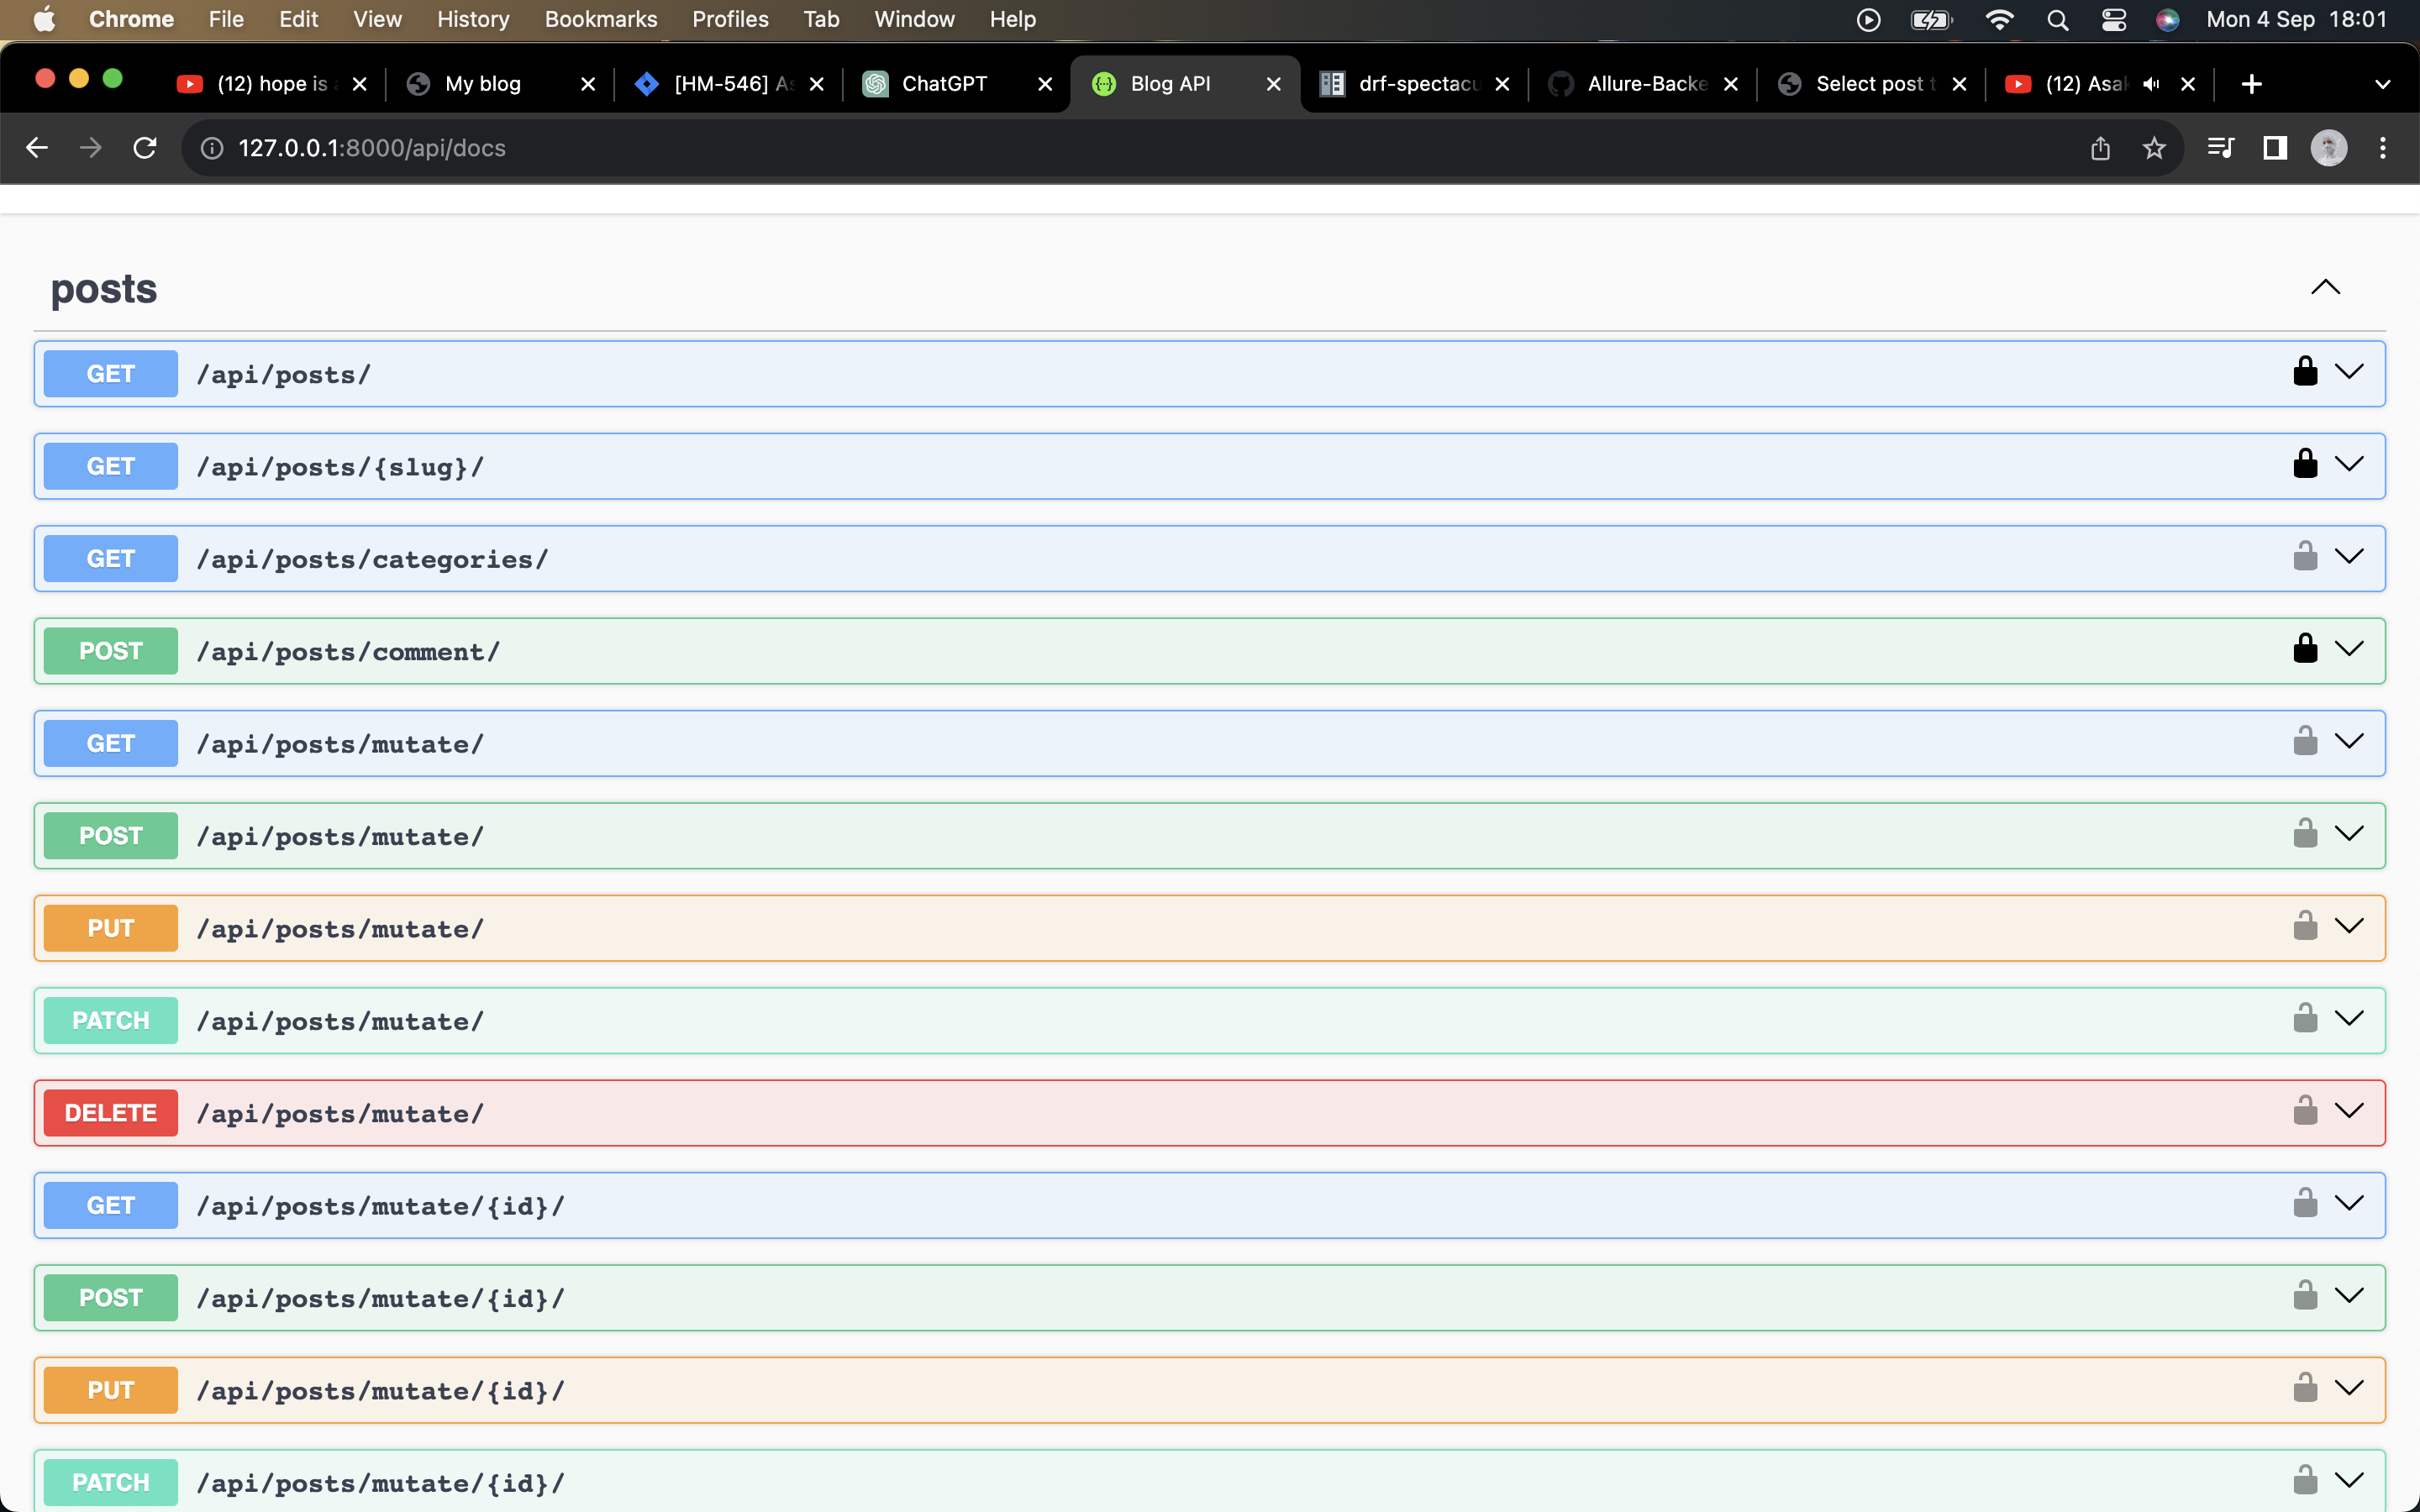 Chrome File Edit View History Bookmarks Profiles Tab Window Help Mon 4 Sep 18:01
(12) hope is My blog [HM-546] ChatGPT Blog API drf-spectacu Allure-Backe Select post (12) Asa
127.0.0.1:8000/api/docs
posts
GET /api/posts/
GET /api/posts/{slug}/
GET /api/posts/categories/
POST /api/posts/comment/
GET /api/posts/mutate/
POST /api/posts/mutate/
PUT /api/posts/mutate/
PATCH /api/posts/mutate/
DELETE /api/posts/mutate/
GET /api/posts/mutate/{id}/
POST /api/posts/mutate/{id}/
PUT /api/posts/mutate/{id}/
PATCH /api/posts/mutate/{id}/